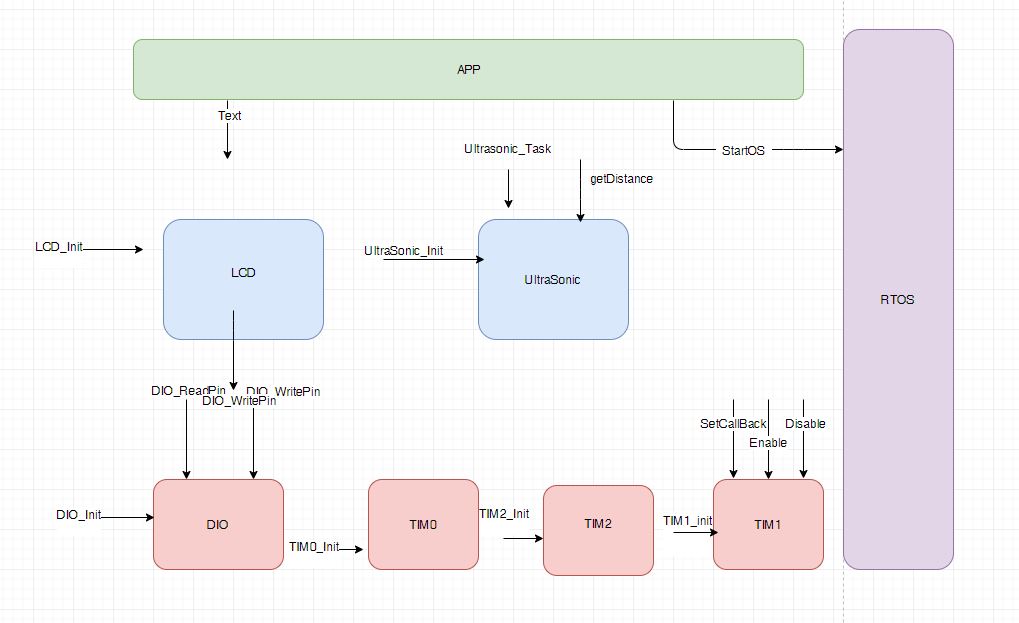 APP
Text
StartOS
Ultrasonic_Task
getDistance
LCD_Init
LCD
UltraSonic_Init
UltraSonic
RTOS
DIO_ReadPin
DIO_WritePin
DIO_WritePin
SetCallBack
Enable
Disable
DIO_Init
DIO
TIM0_Init
TIM0
TIM2_Init
TIM2
TIM1_init
TIM1